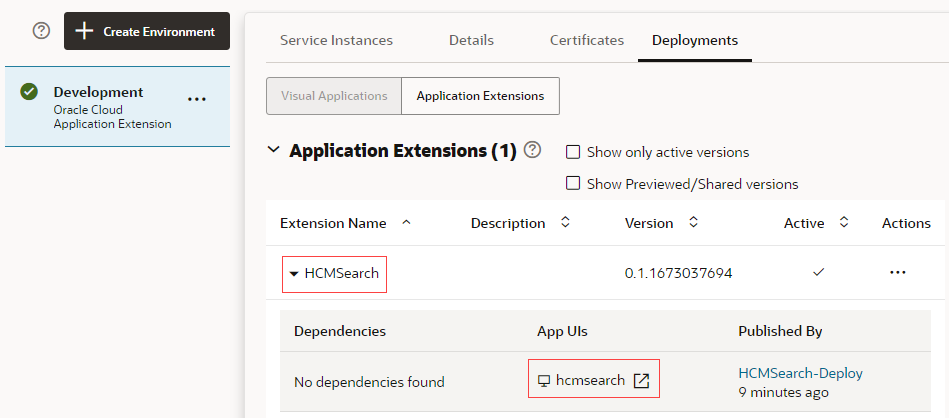 Create Environment
Development
Oracle Cloud
Application Extension
Service Instances Details Certificates Deployments
Visual Applications Application Extensions
Application Extensions (1)
Show only active versions
Show Previewed/Shared versions
Extension Name Description Version Active Actions
HCMSearch 0.1.1673037694
Dependencies App UIs Published By
No dependencies found hcmsearch HCMSearch-Deploy
9 minutes ago